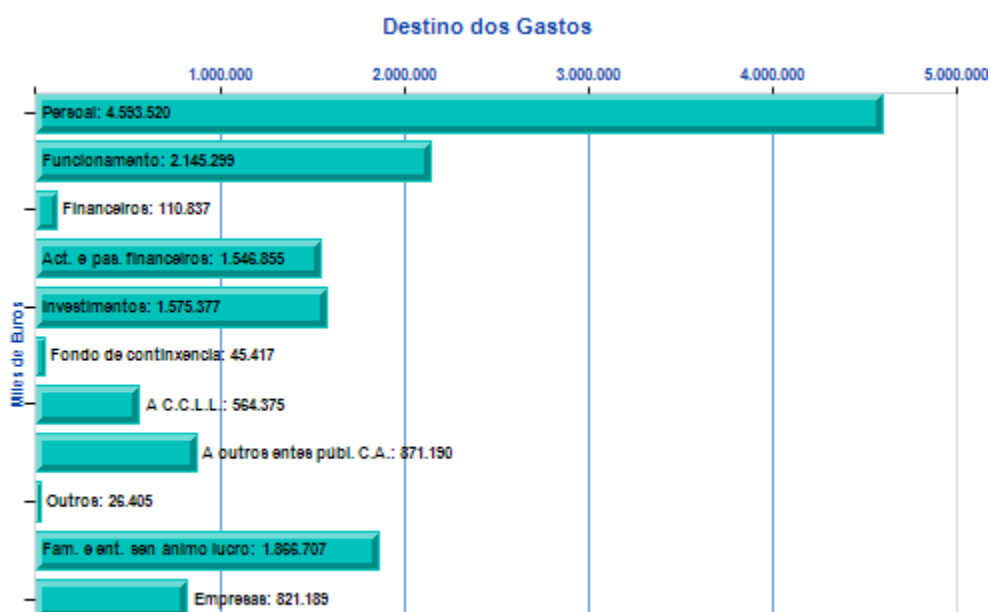 Destino dos Gastos
1.000.000 2.000.000 3.000.000 4.000.000 5.000.000
Persoal: 4.593.520
Funcionamento: 2.145.299
Financeiros: 110.837
Act. e pas. financeiros: 1.546.855
Investimentos: 1.575.377
Fondo de continxencia: 45.417
A C.C.L.L.: 564.375
A outros entes públ. C.A.: 871.190
Outros: 26.405
Fam. e ent. sen ánimo lucro: 1.866.707
Empresas: 821.189
Miles de Euros